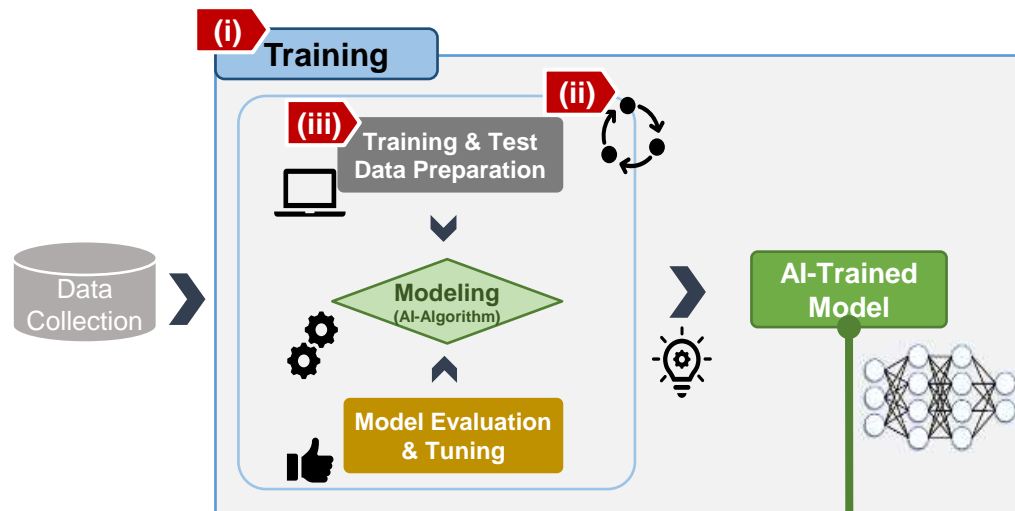 (i)
Training
(ii)
(iii)
Training & Test
Data Preparation
Data
Collection
Modeling
(AI-Algorithm)
AI-Trained
Model
Model Evaluation
& Tuning